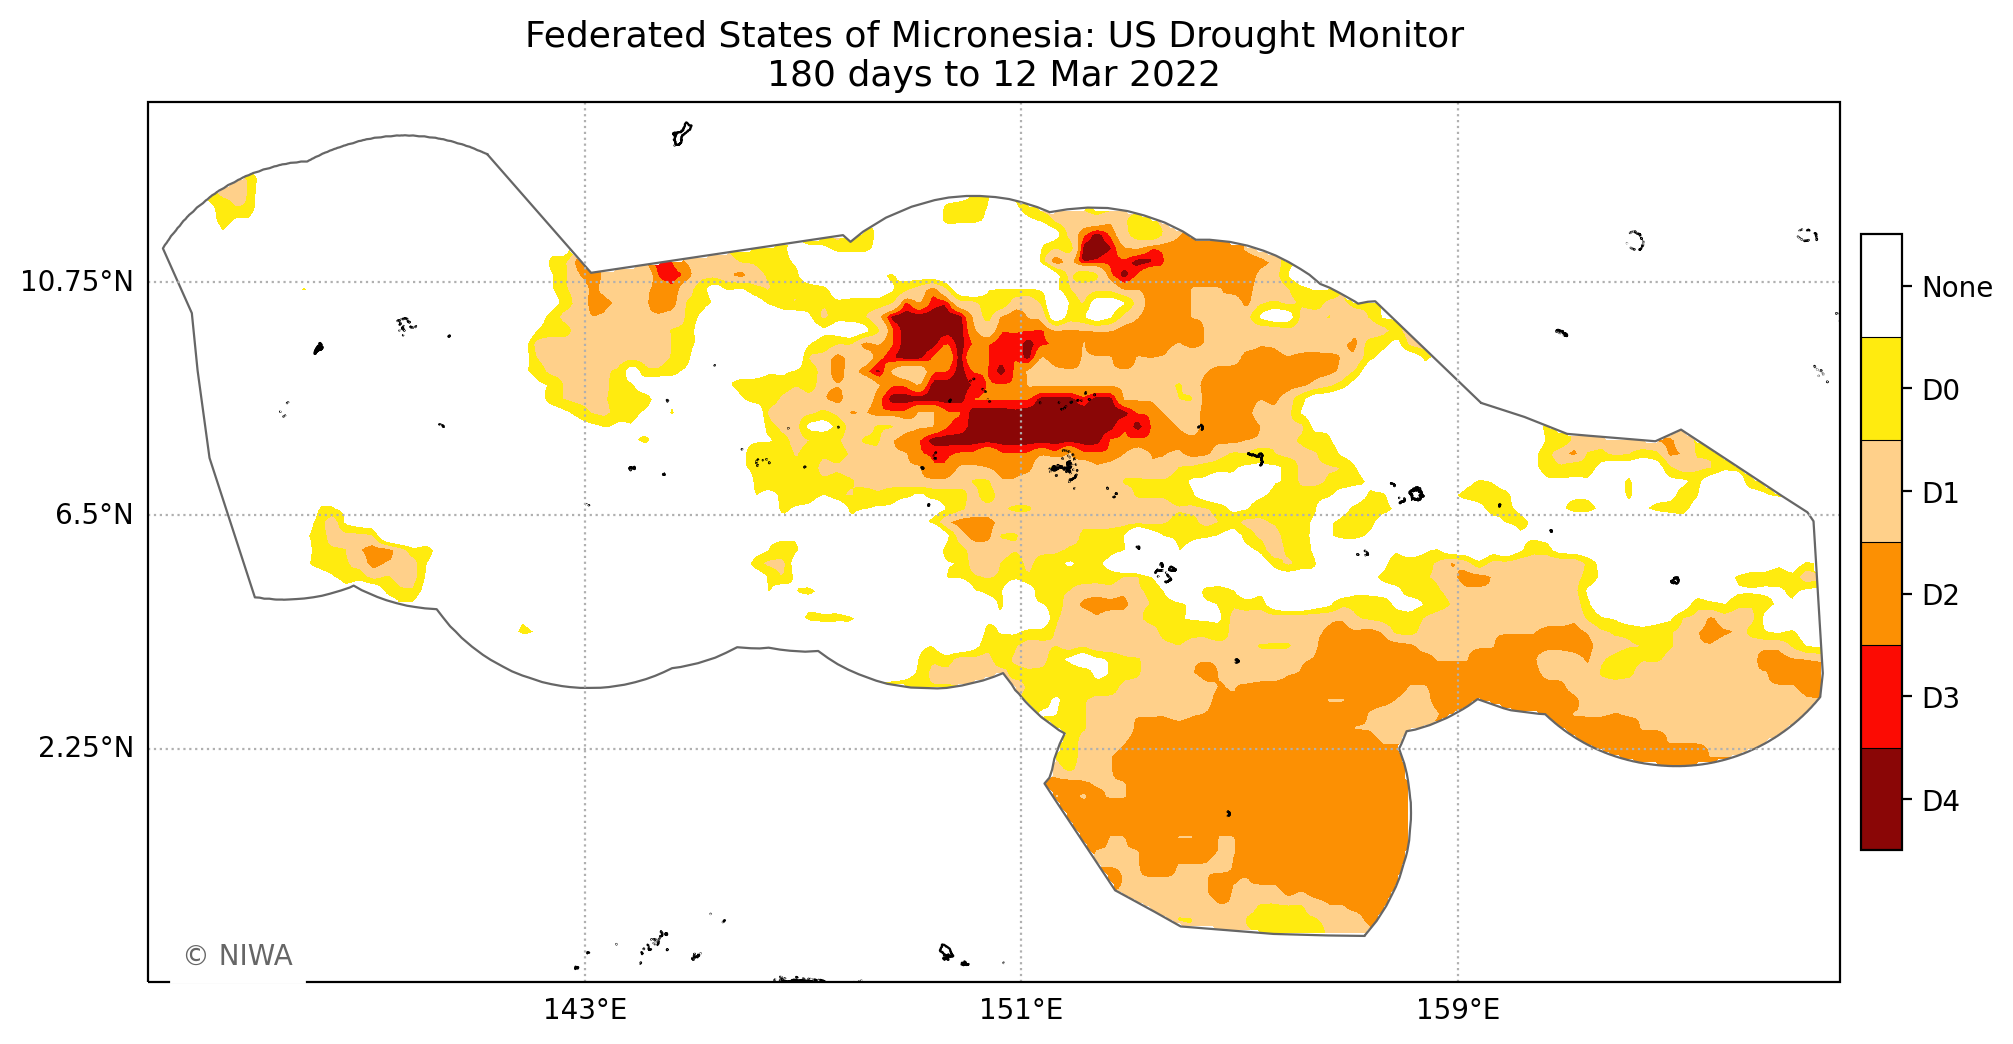 Federated States of Micronesia: US Drought Monitor
180 days to 12 Mar 2022
10.75°N
6.5°N
2.25°N
143°E
151°E
159°E
None
D0
D1
D2
D3
D4
© NIWA